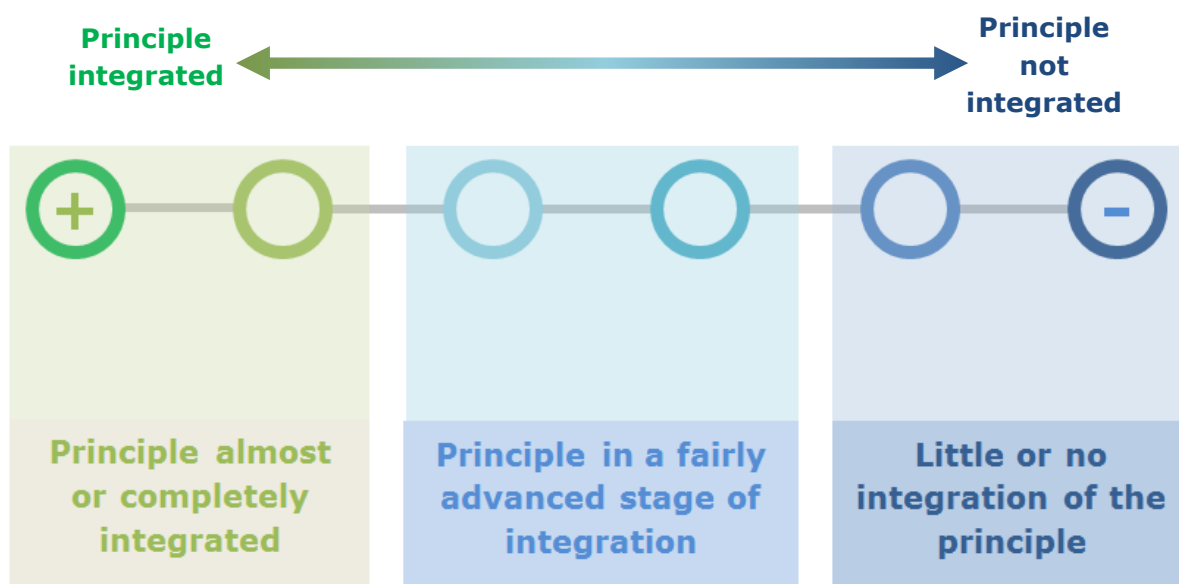 Principle
integrated
Principle
not
integrated
+
-
Principle almost
or completely
integrated
Principle in a fairly
advanced stage of
integration
Little or no
integration of the
principle